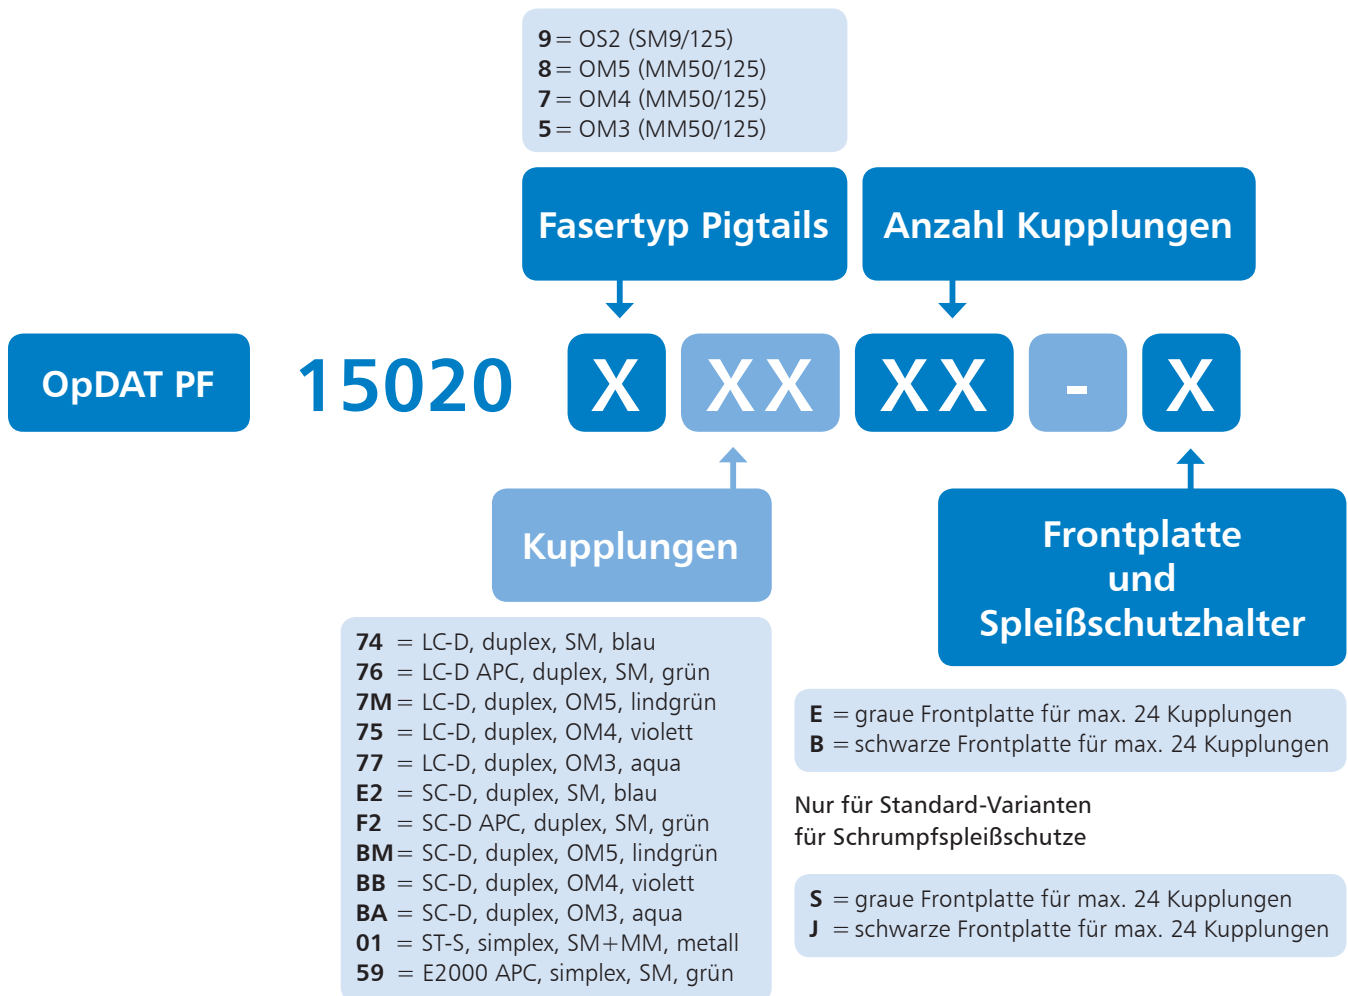 9 = OS2 (SM9/125)
8 = OM5 (MM50/125)
7 = OM4 (MM50/125)
5 = OM3 (MM50/125)
Fasertyp Pigtails
Anzahl Kupplungen
OpDAT PF 15020 X XX XX - X
Kupplungen
74 = LC-D, duplex, SM, blau
76 = LC-D APC, duplex, SM, grün
7M = LC-D, duplex, OM5, lindgrün
75 = LC-D, duplex, OM4, violett
77 = LC-D, duplex, OM3, aqua
E2 = SC-D, duplex, SM, blau
F2 = SC-D APC, duplex, SM, grün
BM = SC-D, duplex, OM5, lindgrün
BB = SC-D, duplex, OM4, violett
BA = SC-D, duplex, OM3, aqua
01 = ST-S, simplex, SM+MM, metall
59 = E2000 APC, simplex, SM, grün
Frontplatte
und
Spleißschutzhalter
E = graue Frontplatte für max. 24 Kupplungen
B = schwarze Frontplatte für max. 24 Kupplungen
Nur für Standard-Varianten
für Schrumpfspleißschutze
S = graue Frontplatte für max. 24 Kupplungen
J = schwarze Frontplatte für max. 24 Kupplungen